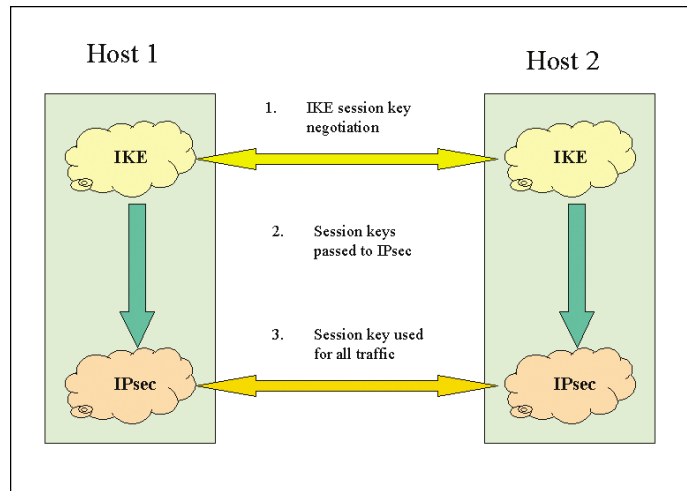 Host 1
Host 2
1. IKE session key
negotiation
IKE
IKE
2. Session keys
passed to IPsec
3. Session key used
for all traffic
IPsec
IPsec